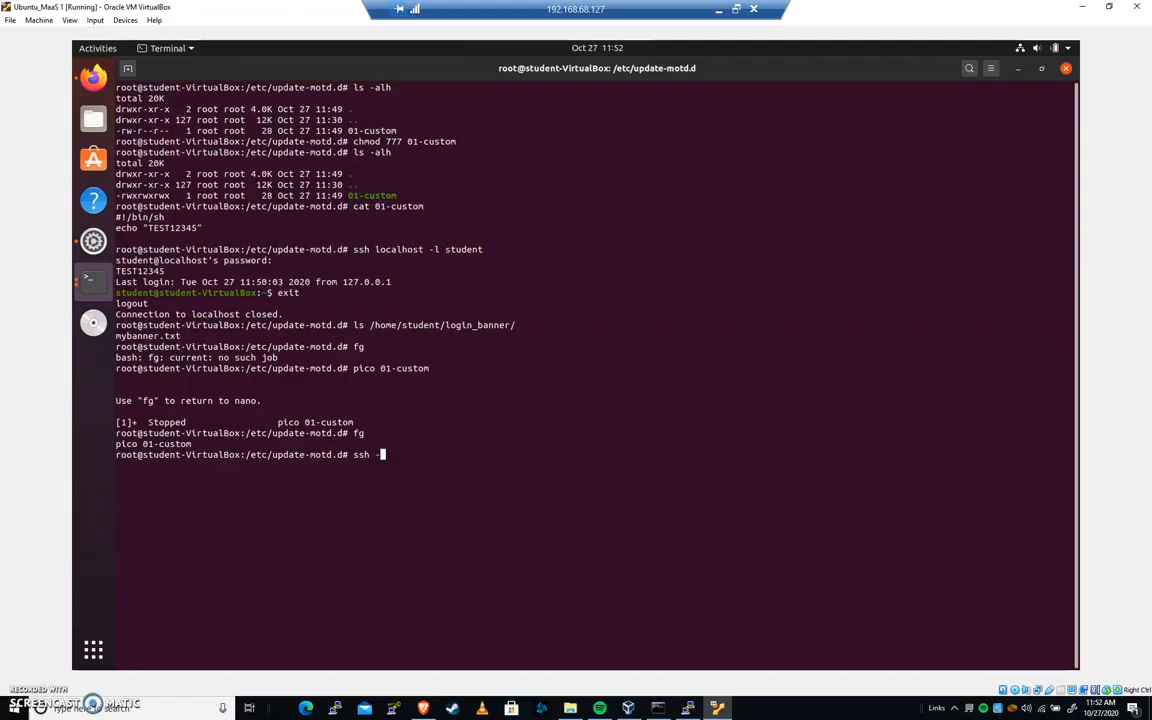 Ubuntu_MaaS 1 [Running] - Oracle VM VirtualBox
192.168.68.127
File Machine View Input Devices Help
Activities Terminal Oct 27 11:52
root@student-VirtualBox: /etc/update-motd.d
root@student-VirtualBox:/etc/update-motd.d# ls -alh
total 20K
drwxr-xr-x 2 root root 4.0K Oct 27 11:49 .
drwxr-xr-x 127 root root 12K Oct 27 11:30 ..
-rw-r--r-- 1 root root 28 Oct 27 11:49 01-custom
root@student-VirtualBox:/etc/update-motd.d# chmod 777 01-custom
root@student-VirtualBox:/etc/update-motd.d# ls -alh
total 20K
drwxr-xr-x 2 root root 4.0K Oct 27 11:49 .
drwxr-xr-x 127 root root 12K Oct 27 11:30 ..
-rwxrwxrwx 1 root root 28 Oct 27 11:49 01-custom
root@student-VirtualBox:/etc/update-motd.d# cat 01-custom
#!/bin/sh
echo "TEST12345"
root@student-VirtualBox:/etc/update-motd.d# ssh localhost -l student
student@localhost's password:
TEST12345
Last login: Tue Oct 27 11:50:03 2020 from 127.0.0.1
student@student-VirtualBox:~$ exit
logout
Connection to localhost closed.
root@student-VirtualBox:/etc/update-motd.d# ls /home/student/login_banner/
mybanner.txt
root@student-VirtualBox:/etc/update-motd.d# fg
bash: fg: current: no such job
root@student-VirtualBox:/etc/update-motd.d# pico 01-custom
Use "fg" to return to nano.
[1]+ Stopped pico 01-custom
root@student-VirtualBox:/etc/update-motd.d# fg
pico 01-custom
root@student-VirtualBox:/etc/update-motd.d# ssh -
Right Ctrl
RECORDED WITH
SCREENCAST MATIC
Type here to search
Links
11:52 AM
10/27/2020